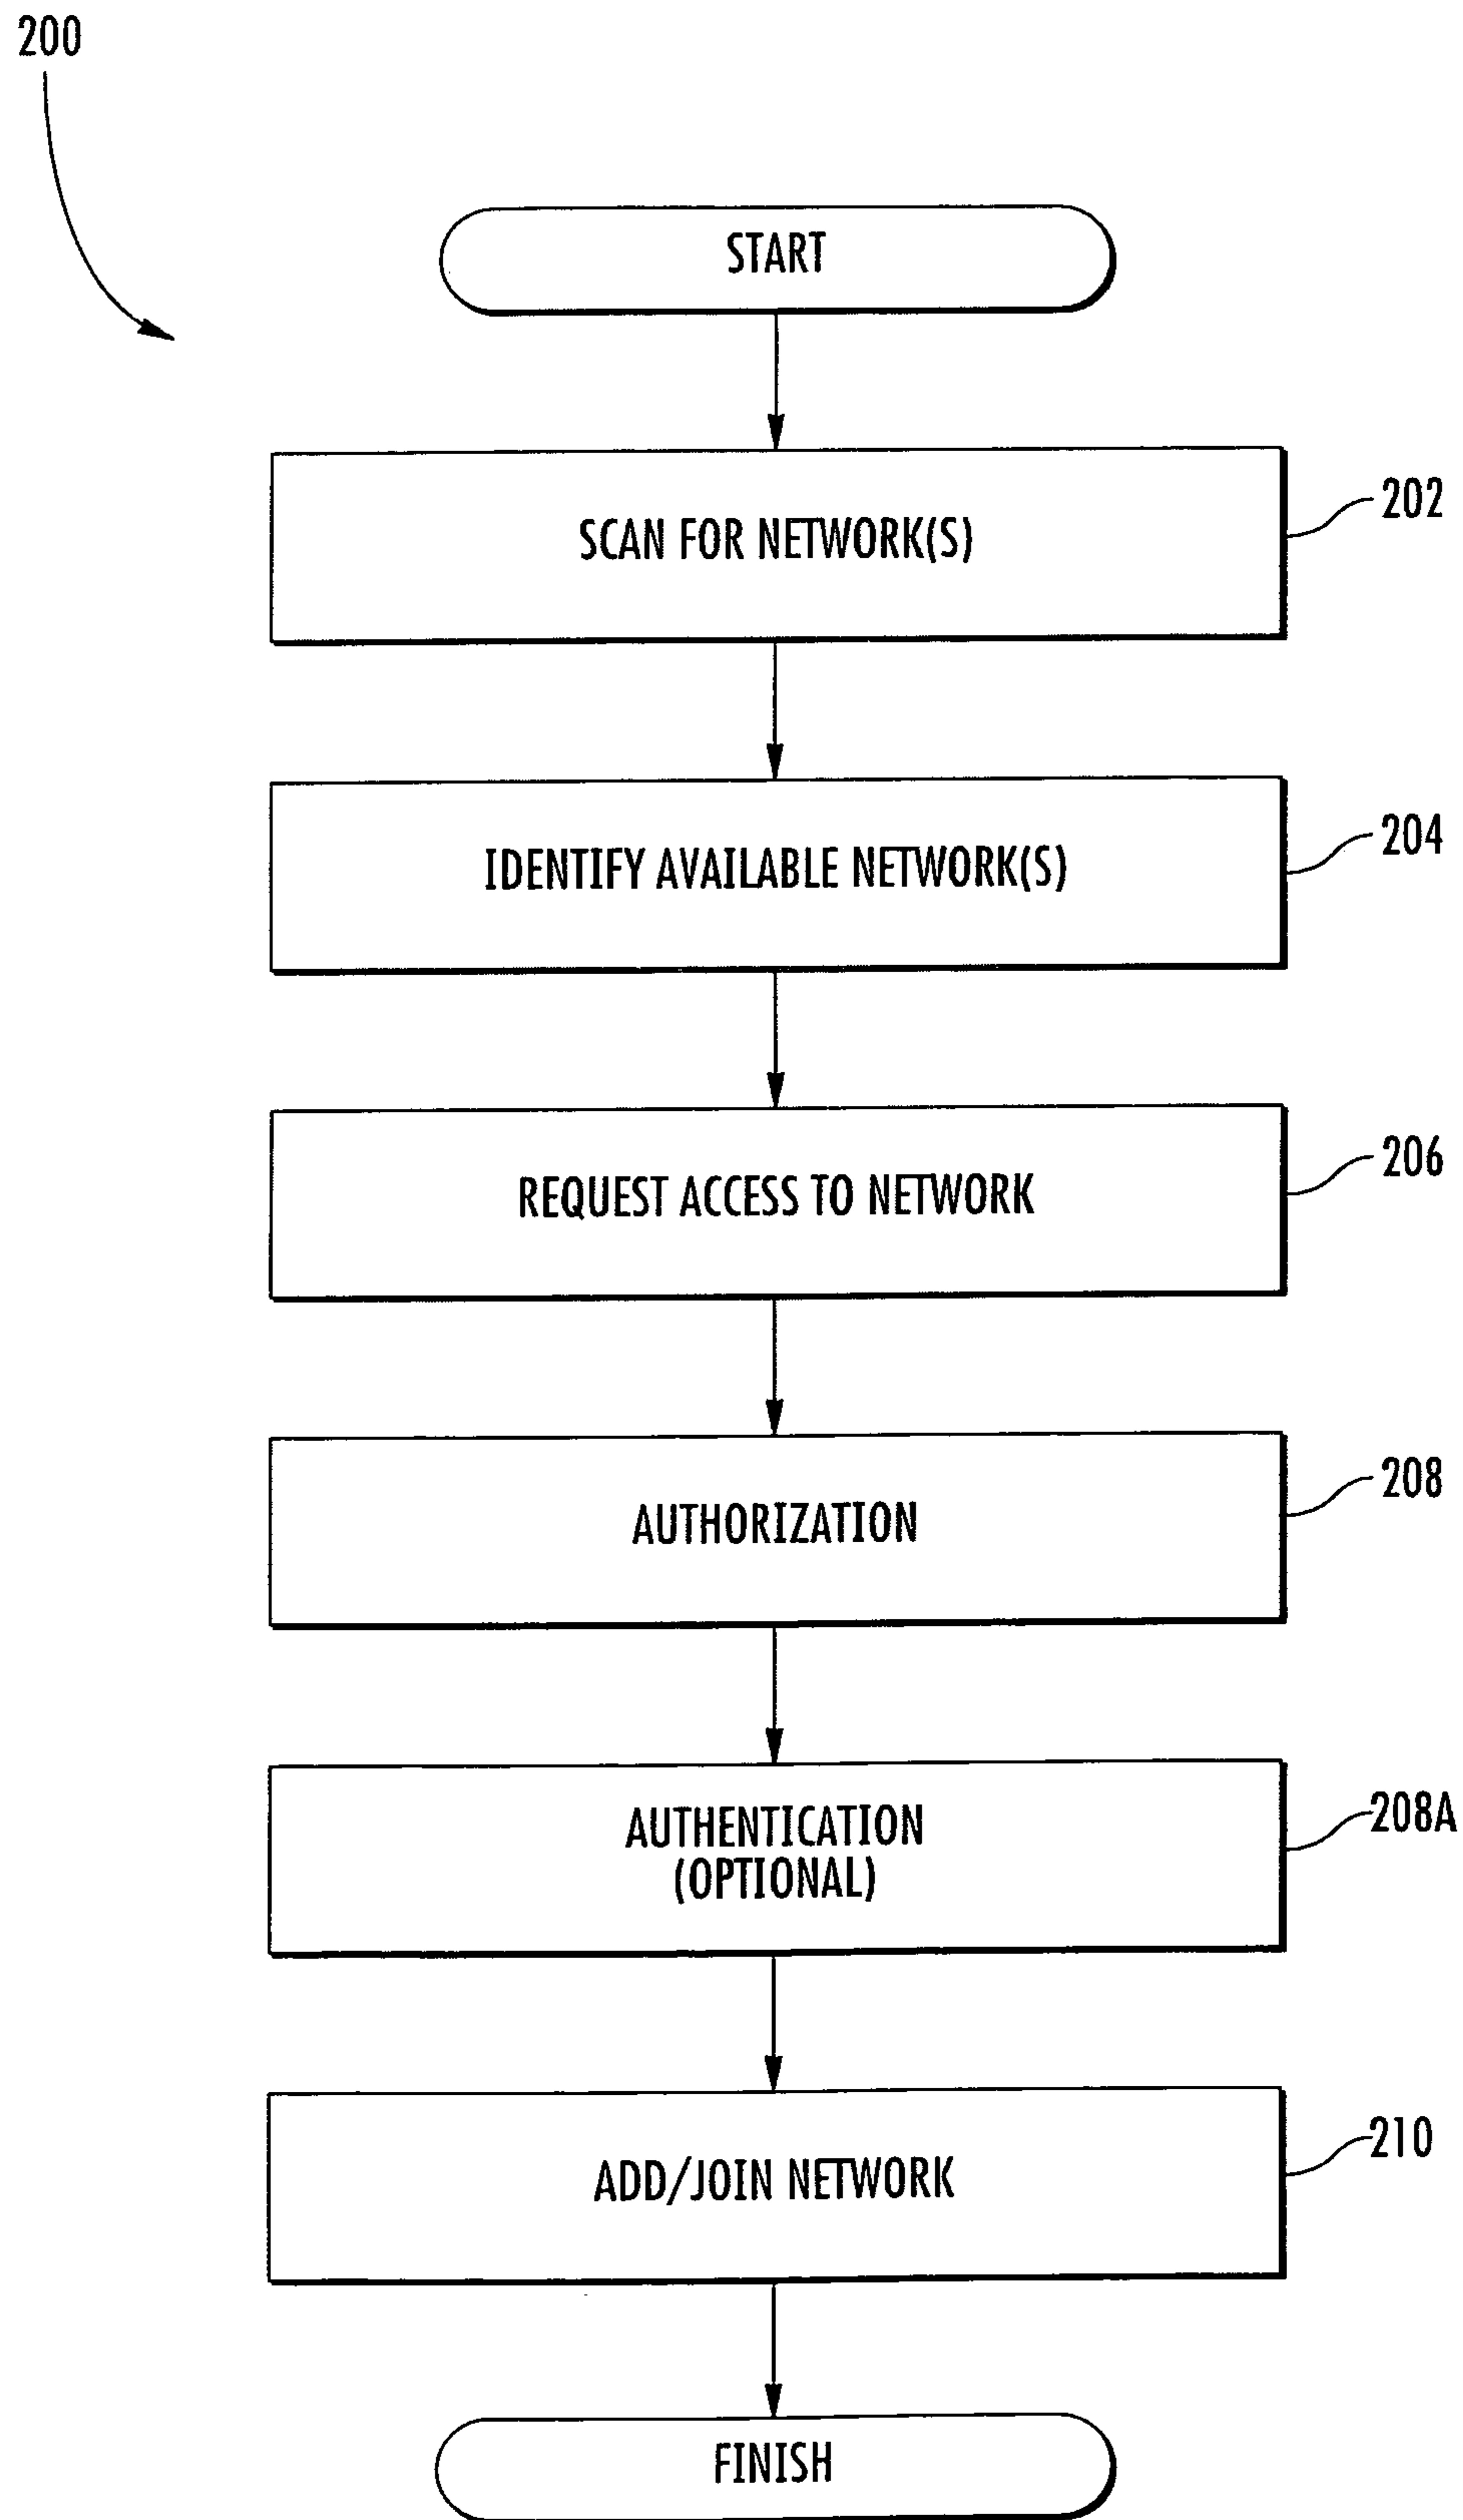 200
START
SCAN FOR NETWORK(S)
202
IDENTIFY AVAILABLE NETWORK(S)
204
REQUEST ACCESS TO NETWORK
206
AUTHORIZATION
208
AUTHENTICATION
(OPTIONAL)
208A
ADD/JOIN NETWORK
210
FINISH